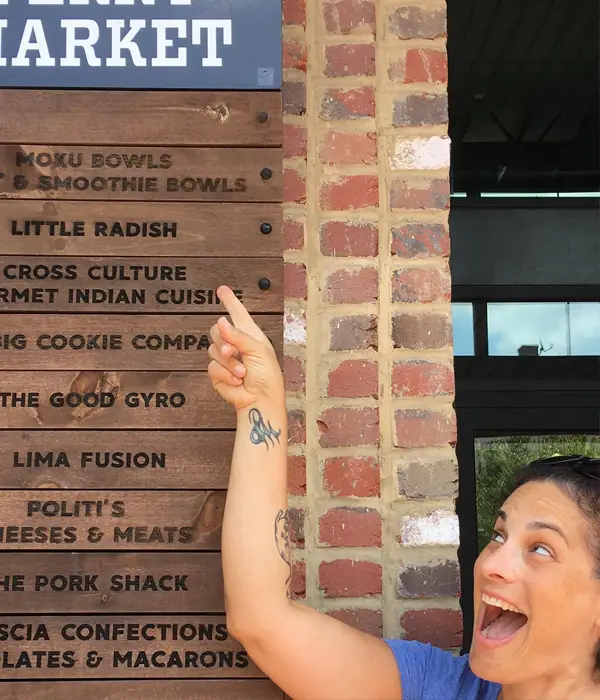 MARKET
MOKU BOWLS
& SMOOTHIE BOWLS
LITTLE RADISH
CROSS CULTURE
RMET INDIAN CUISINE
BIG COOKIE COMPA
THE GOOD GYRO
LIMA FUSION
POLITI'S
HEESES & MEATS
HE PORK SHACK
SCIA CONFECTIONS
LATES & MACARONS